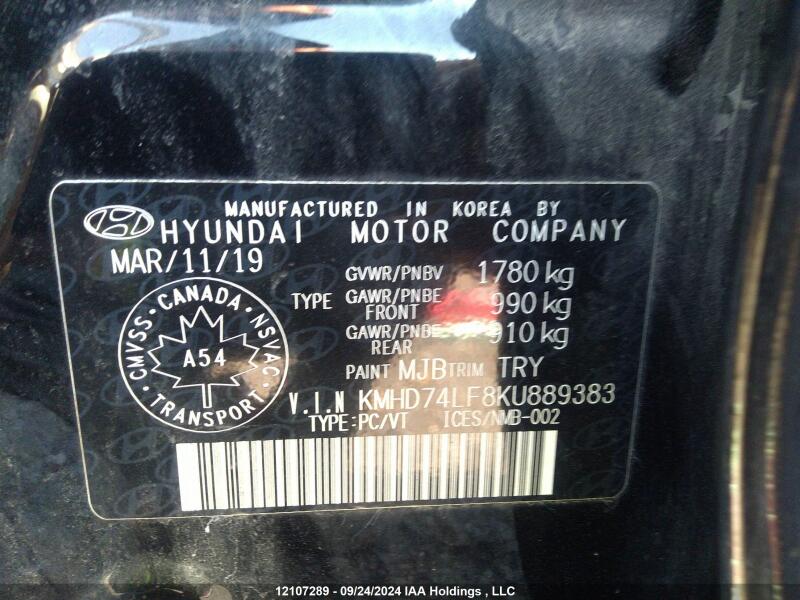 MANUFACTURED IN KOREA BY
HYUNDAI MOTOR COMPANY
MAR/11/19
GVWR/PNBV 1780 kg
TYPE GAWR/PNBE FRONT 990 kg
GAWR/PNBE REAR 910 kg
PAINT MJB TRIM TRY
CMVSS · CANADA · NSVAC · TRANSPORT
A54
V.I.N KMHD74LF8KU889383
TYPE:PC/VT ICES/NMB-002
12107289 - 09/24/2024 IAA Holdings , LLC